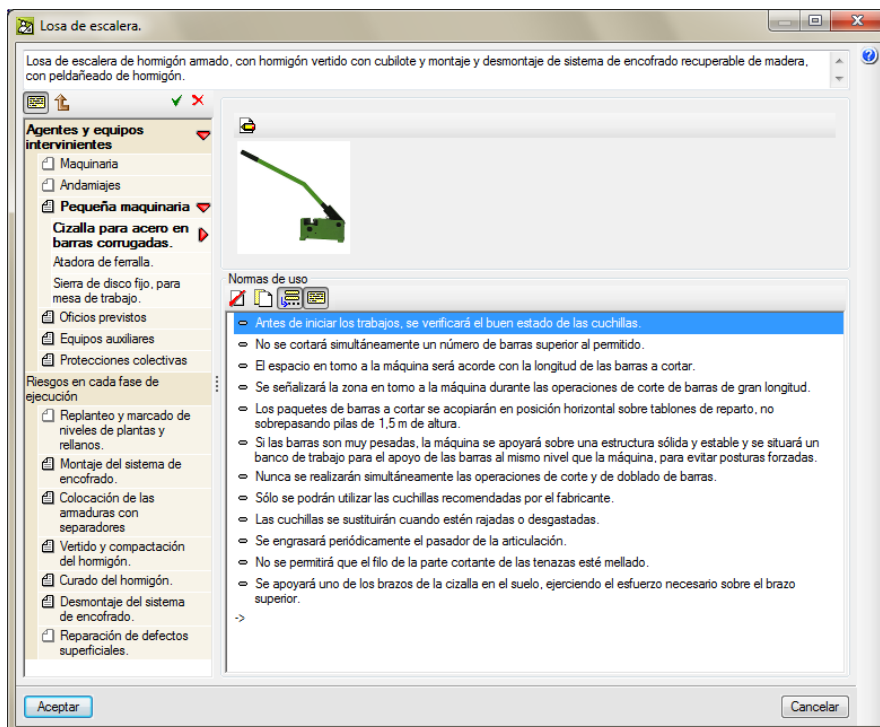 Losa de escalera.
Losa de escalera de hormigón armado, con hormigón vertido con cubilote y montaje y desmontaje de sistema de encofrado recuperable de madera,
con peldañeado de hormigón.
Agentes y equipos
intervinientes
Maquinaria
Andamiajes
Pequeña maquinaria
Cizalla para acero en
barras corrugadas.
Atadora de ferralla.
Sierra de disco fijo, para
mesa de trabajo.
Oficios previstos
Equipos auxiliares
Protecciones colectivas
Riesgos en cada fase de
ejecución
Replanteo y marcado de
niveles de plantas y
rellanos.
Montaje del sistema de
encofrado.
Colocación de las
armaduras con
separadores
Vertido y compactación
del hormigón.
Curado del hormigón.
Desmontaje del sistema
de encofrado.
Reparación de defectos
superficiales.
Normas de uso
Antes de iniciar los trabajos, se verificará el buen estado de las cuchillas.
No se cortará simultáneamente un número de barras superior al permitido.
El espacio en torno a la máquina será acorde con la longitud de las barras a cortar.
Se señalizará la zona en torno a la máquina durante las operaciones de corte de barras de gran longitud.
Los paquetes de barras a cortar se acopiarán en posición horizontal sobre tablones de reparto, no
sobrepasando pilas de 1,5 m de altura.
Si las barras son muy pesadas, la máquina se apoyará sobre una estructura sólida y estable y se situará un
banco de trabajo para el apoyo de las barras al mismo nivel que la máquina, para evitar posturas forzadas.
Nunca se realizarán simultáneamente las operaciones de corte y de doblado de barras.
Sólo se podrán utilizar las cuchillas recomendadas por el fabricante.
Las cuchillas se sustituirán cuando estén rajadas o desgastadas.
Se engrasará periódicamente el pasador de la articulación.
No se permitirá que el filo de la parte cortante de las tenazas esté mellado.
Se apoyará uno de los brazos de la cizalla en el suelo, ejerciendo el esfuerzo necesario sobre el brazo
superior.
->
Aceptar
Cancelar